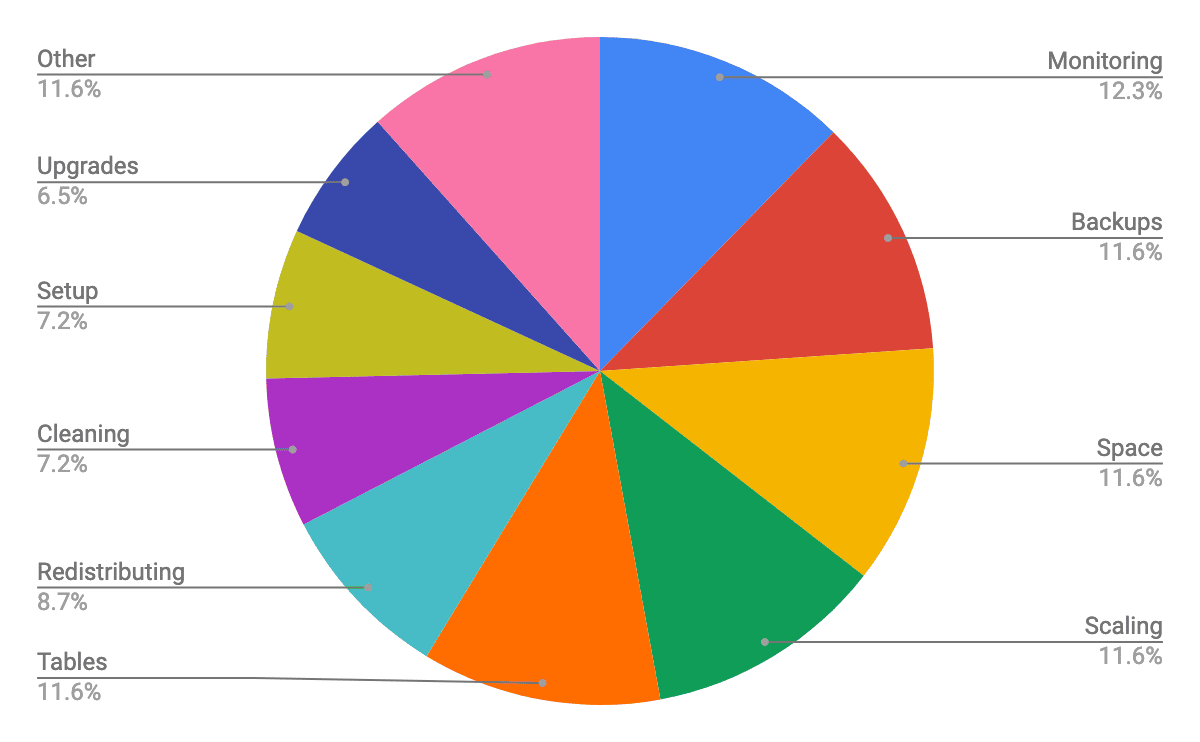 Other
11.6%
Upgrades
6.5%
Setup
7.2%
Cleaning
7.2%
Redistributing
8.7%
Tables
11.6%
Monitoring
12.3%
Backups
11.6%
Space
11.6%
Scaling
11.6%